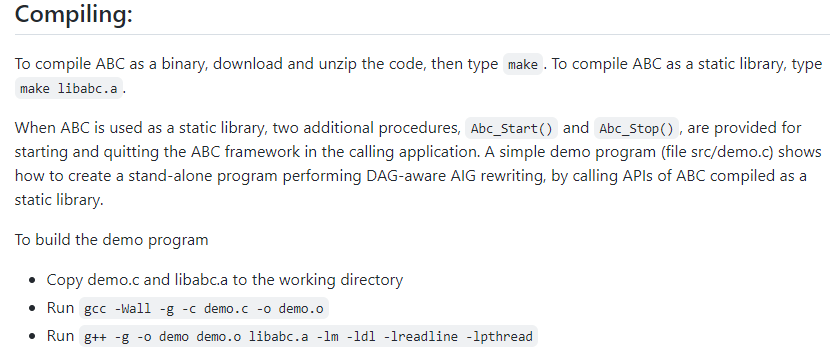 Compiling:
To compile ABC as a binary, download and unzip the code, then type make . To compile ABC as a static library, type
make libabc.a .
When ABC is used as a static library, two additional procedures, Abc_Start() and Abc_Stop() , are provided for
starting and quitting the ABC framework in the calling application. A simple demo program (file src/demo.c) shows
how to create a stand-alone program performing DAG-aware AIG rewriting, by calling APIs of ABC compiled as a
static library.
To build the demo program
• Copy demo.c and libabc.a to the working directory
• Run gcc -Wall -g -c demo.c -o demo.o
• Run g++ -g -o demo demo.o libabc.a -lm -ldl -lreadline -lpthread